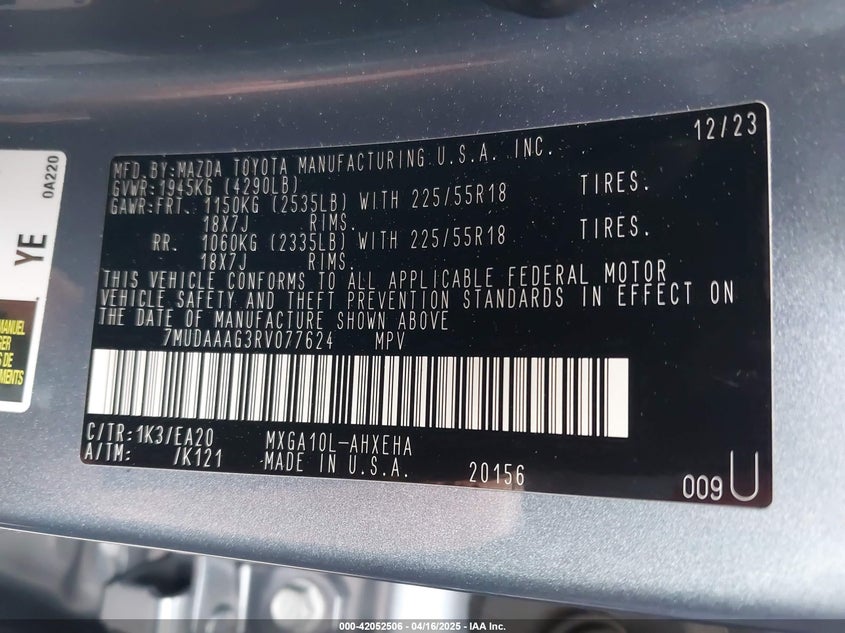 12/23
MFD.BY:MAZDA TOYOTA MANUFACTURING U.S.A. INC.
GVWR:1945KG (4290LB)
GAWR:FRT. 1150KG (2535LB) WITH 225/55R18 TIRES.
18X7J RIMS.
RR. 1060KG (2335LB) WITH 225/55R18 TIRES.
18X7J RIMS.
THIS VEHICLE CONFORMS TO ALL APPLICABLE FEDERAL MOTOR
VEHICLE SAFETY AND THEFT PREVENTION STANDARDS IN EFFECT ON
THE DATE OF MANUFACTURE SHOWN ABOVE
7MUDAAAG3RV077624 MPV
C/TR:1K3/EA20 MXGA10L-AHXEHA
A/TM: /K121 MADE IN U.S.A. 20156
009 U
0A220
YE
MANUEL
DE
000-42052506 - 04/16/2025 - IAA Inc.